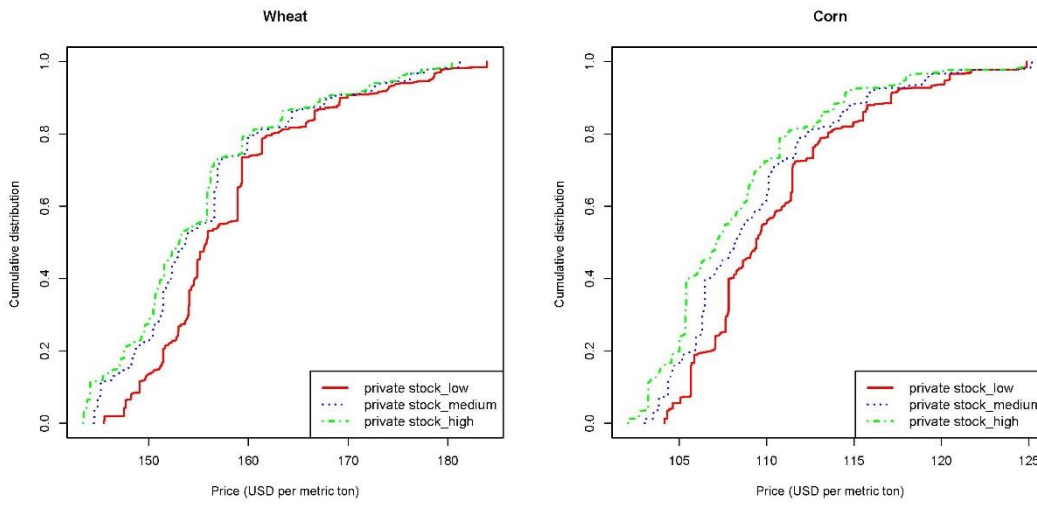 Wheat
Cumulative distribution
1.0
0.8
0.6
0.4
0.2
0.0
private stock_low
private stock_medium
private stock_high
150
160
170
180
Price (USD per metric ton)
Corn
Cumulative distribution
1.0
0.8
0.6
0.4
0.2
0.0
private stock_low
private stock_medium
private stock_high
105
110
115
120
125
Price (USD per metric ton)